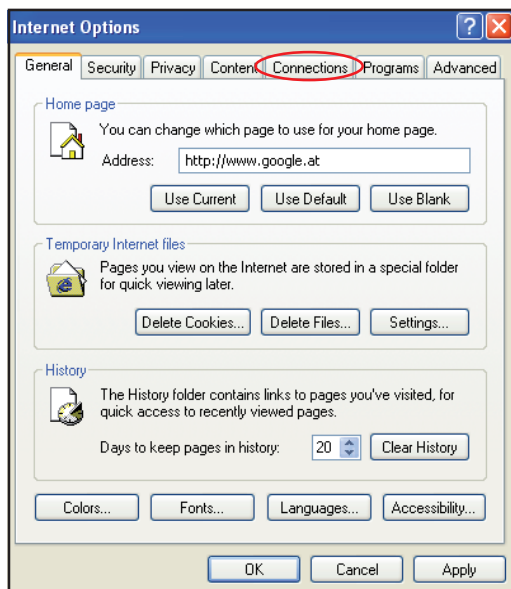 Internet Options
General Security Privacy Content Connections Programs Advanced
Home page
You can change which page to use for your home page.
Address: http://www.google.at
Use Current Use Default Use Blank
Temporary Internet files
Pages you view on the Internet are stored in a special folder
for quick viewing later.
Delete Cookies... Delete Files... Settings...
History
The History folder contains links to pages you've visited, for
quick access to recently viewed pages.
Days to keep pages in history: 20 Clear History
Colors... Fonts... Languages... Accessibility...
OK Cancel Apply